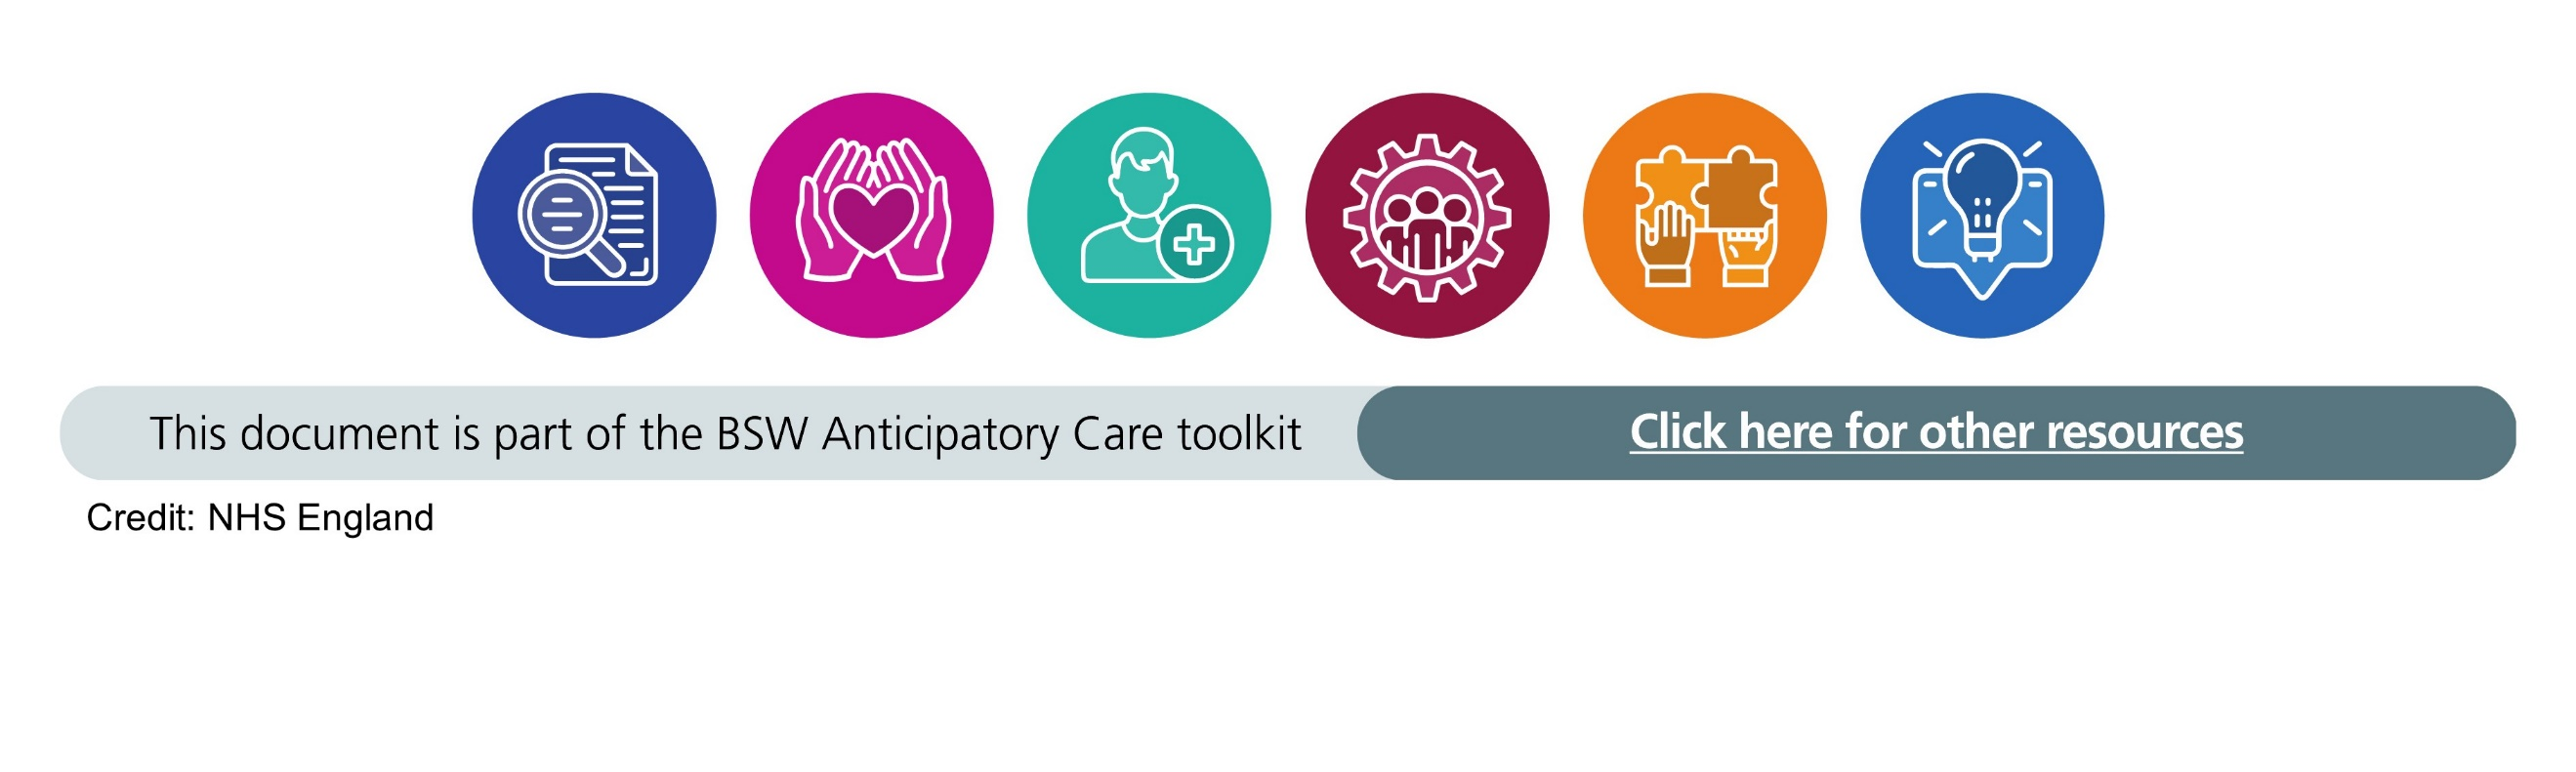 This document is part of the BSW Anticipatory Care toolkit
Click here for other resources
Credit: NHS England